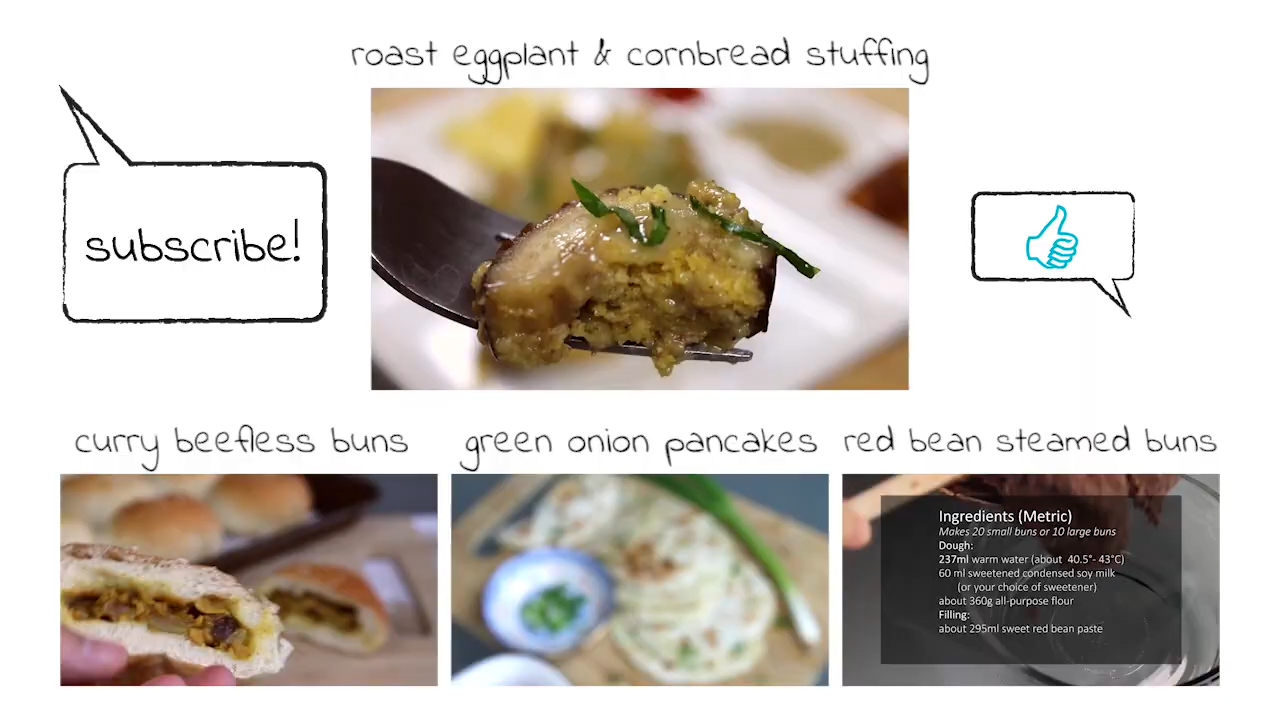 roast eggplant & cornbread stuffing
subscribe!
curry beefless buns
green onion pancakes
red bean steamed buns
Ingredients (Metric)
Makes 20 small buns or 10 large buns
Dough:
237ml warm water (about 40.5°- 43°C)
60 ml sweetened condensed soy milk
(or your choice of sweetener)
about 360g all-purpose flour
Filling:
about 295ml sweet red bean paste